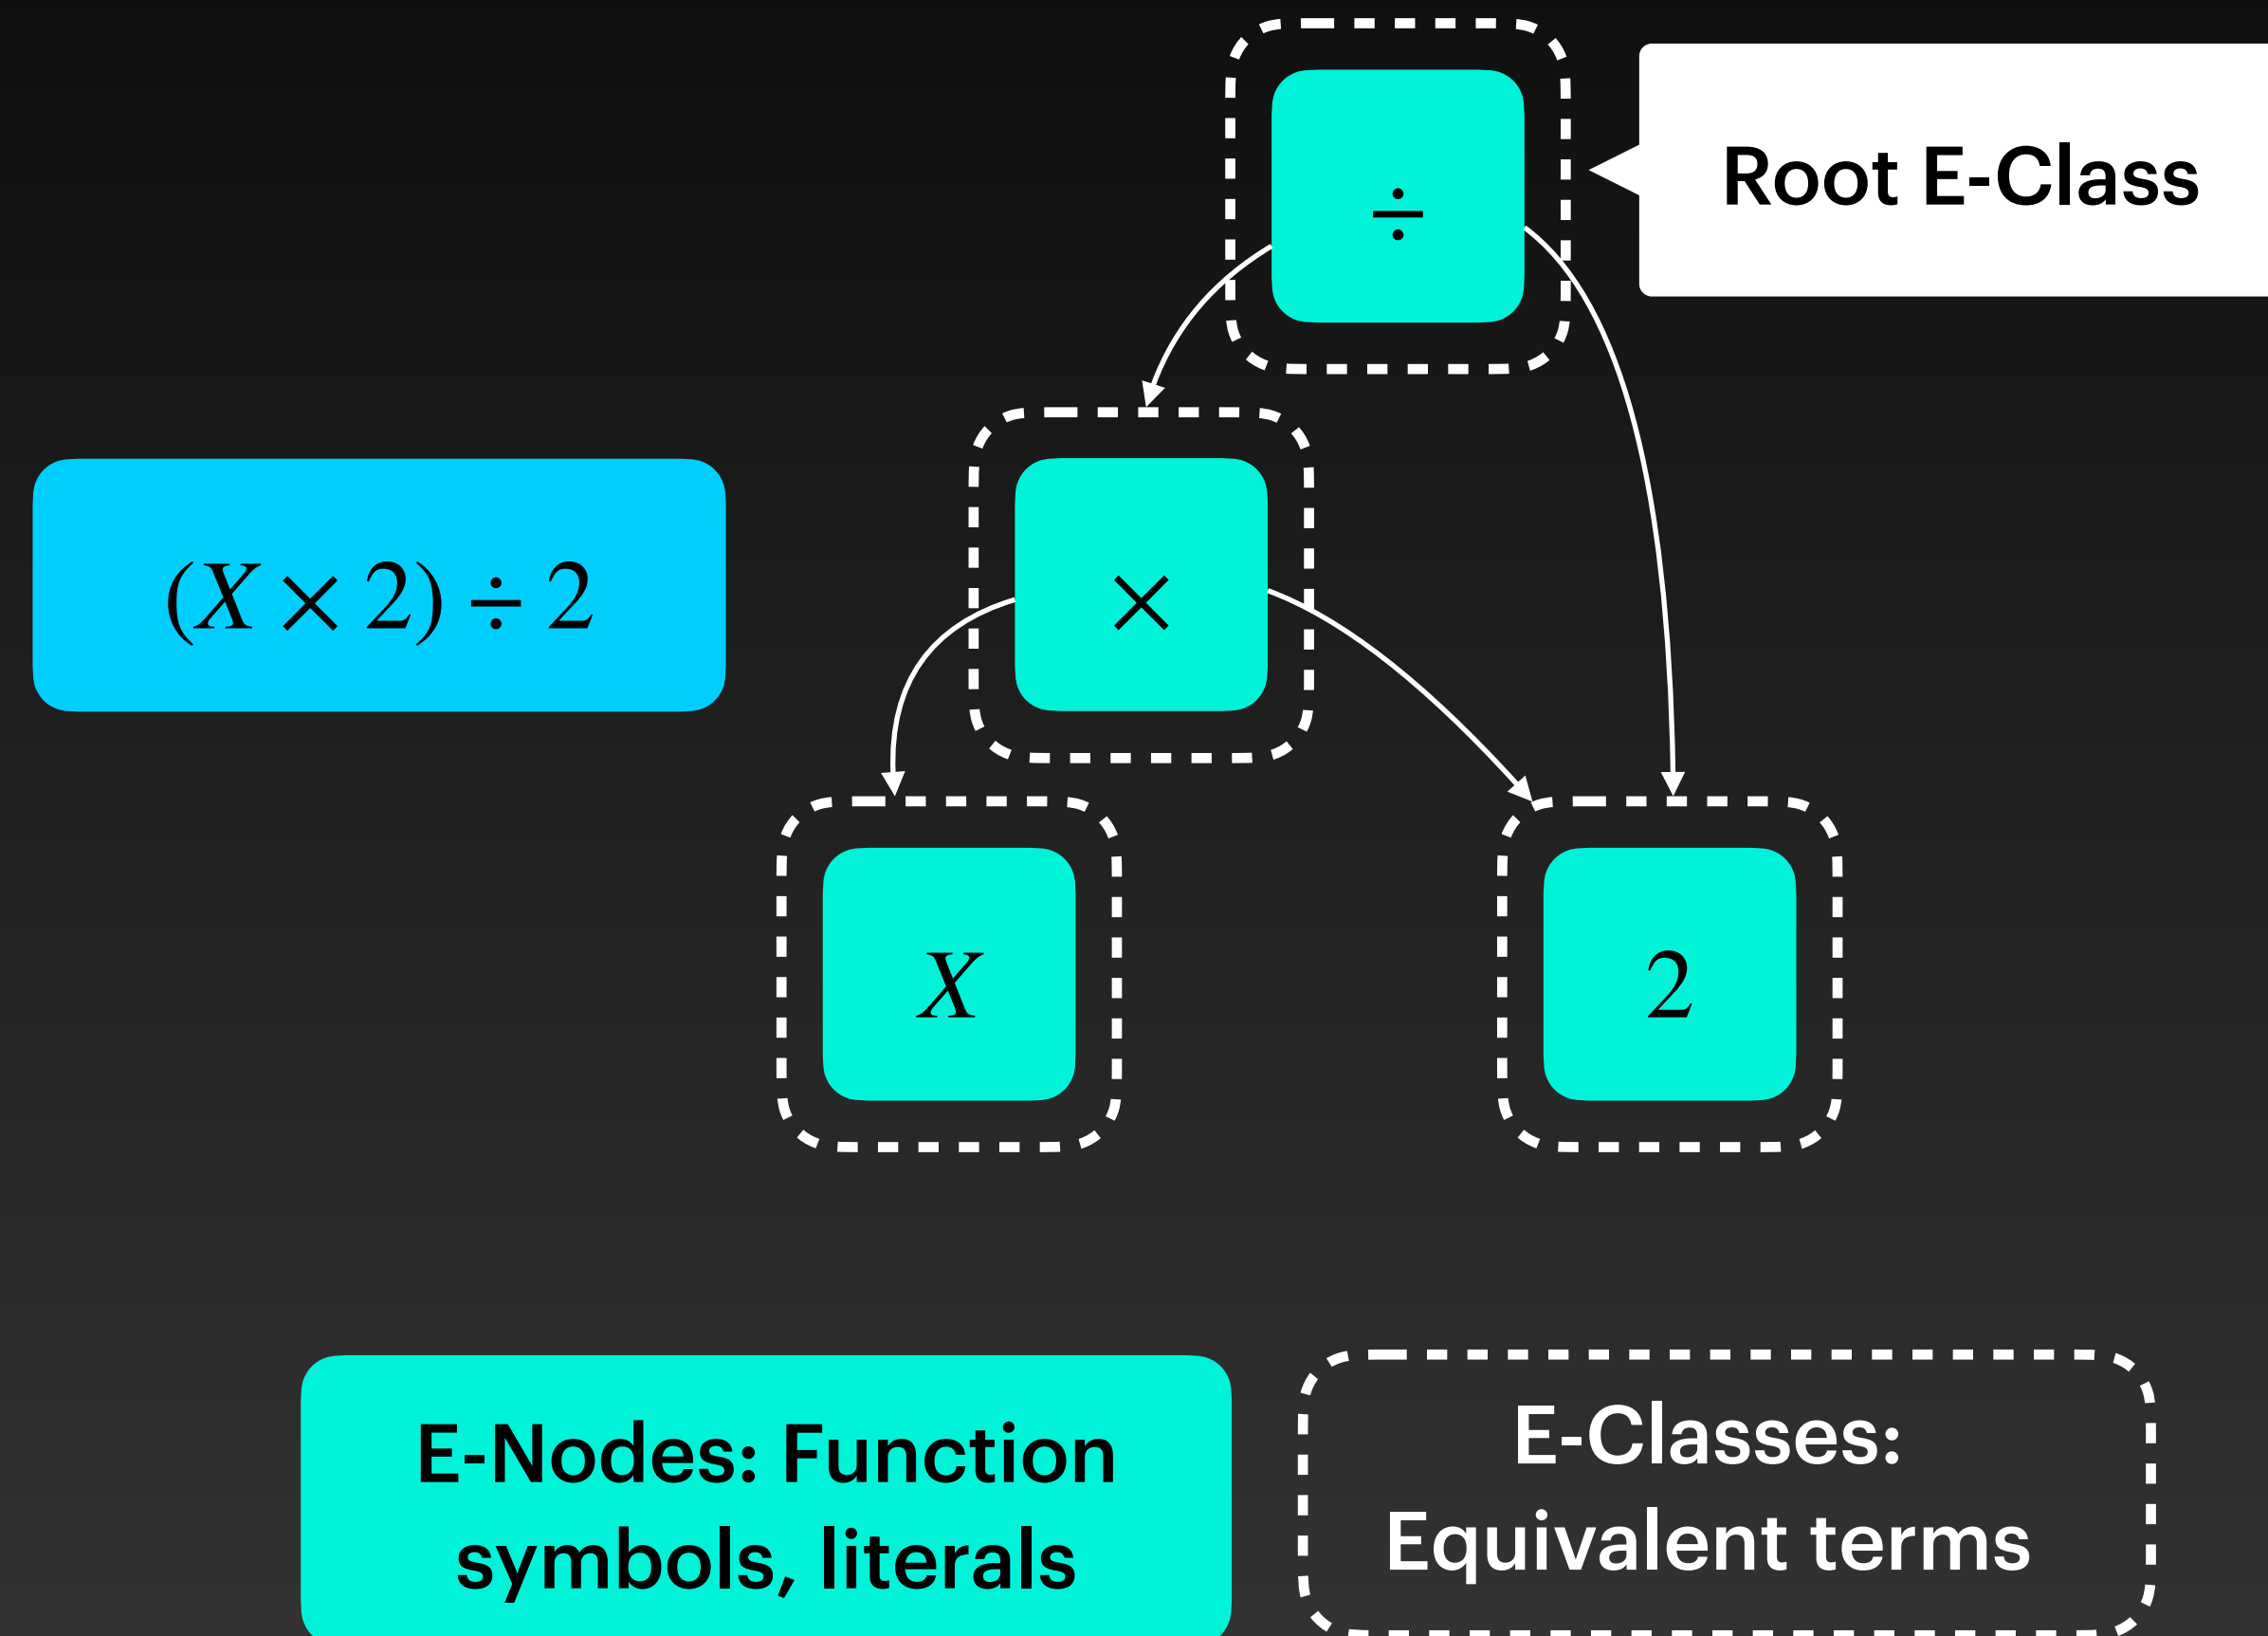 ÷
Root E-Class
(X × 2) ÷ 2
×
X
2
E-Nodes: Function
symbols, literals
E-Classes:
Equivalent terms